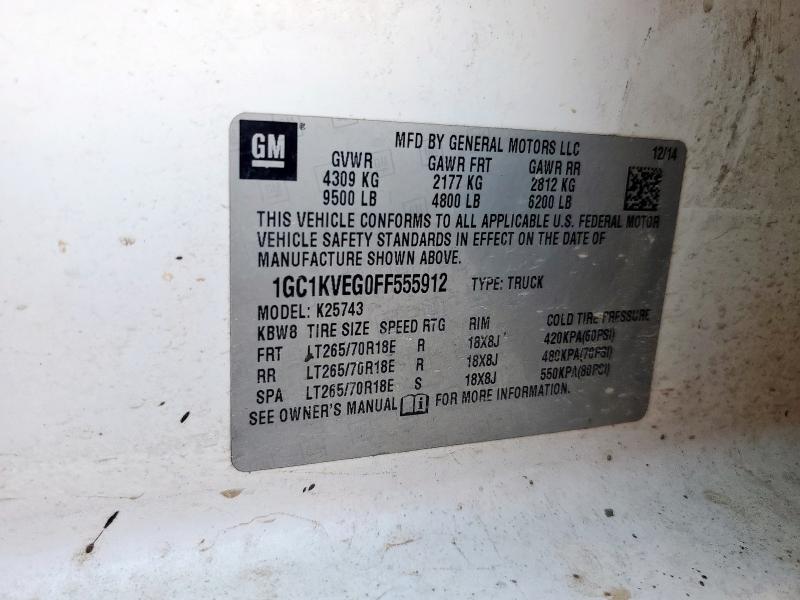 GM ® MFD BY GENERAL MOTORS LLC 12/14
GVWR GAWR FRT GAWR RR
4309 KG 2177 KG 2812 KG
9500 LB 4800 LB 6200 LB
THIS VEHICLE CONFORMS TO ALL APPLICABLE U.S. FEDERAL MOTOR
VEHICLE SAFETY STANDARDS IN EFFECT ON THE DATE OF
MANUFACTURE SHOWN ABOVE.
1GC1KVEG0FF555912 TYPE: TRUCK
MODEL: K25743
KBW8 TIRE SIZE SPEED RTG RIM COLD TIRE PRESSURE
FRT LT265/70R18E R 18X8J 420KPA(60PSI)
RR LT265/70R18E R 18X8J 480KPA(70PSI)
SPA LT265/70R18E S 18X8J 550KPA(80PSI)
SEE OWNER'S MANUAL FOR MORE INFORMATION.